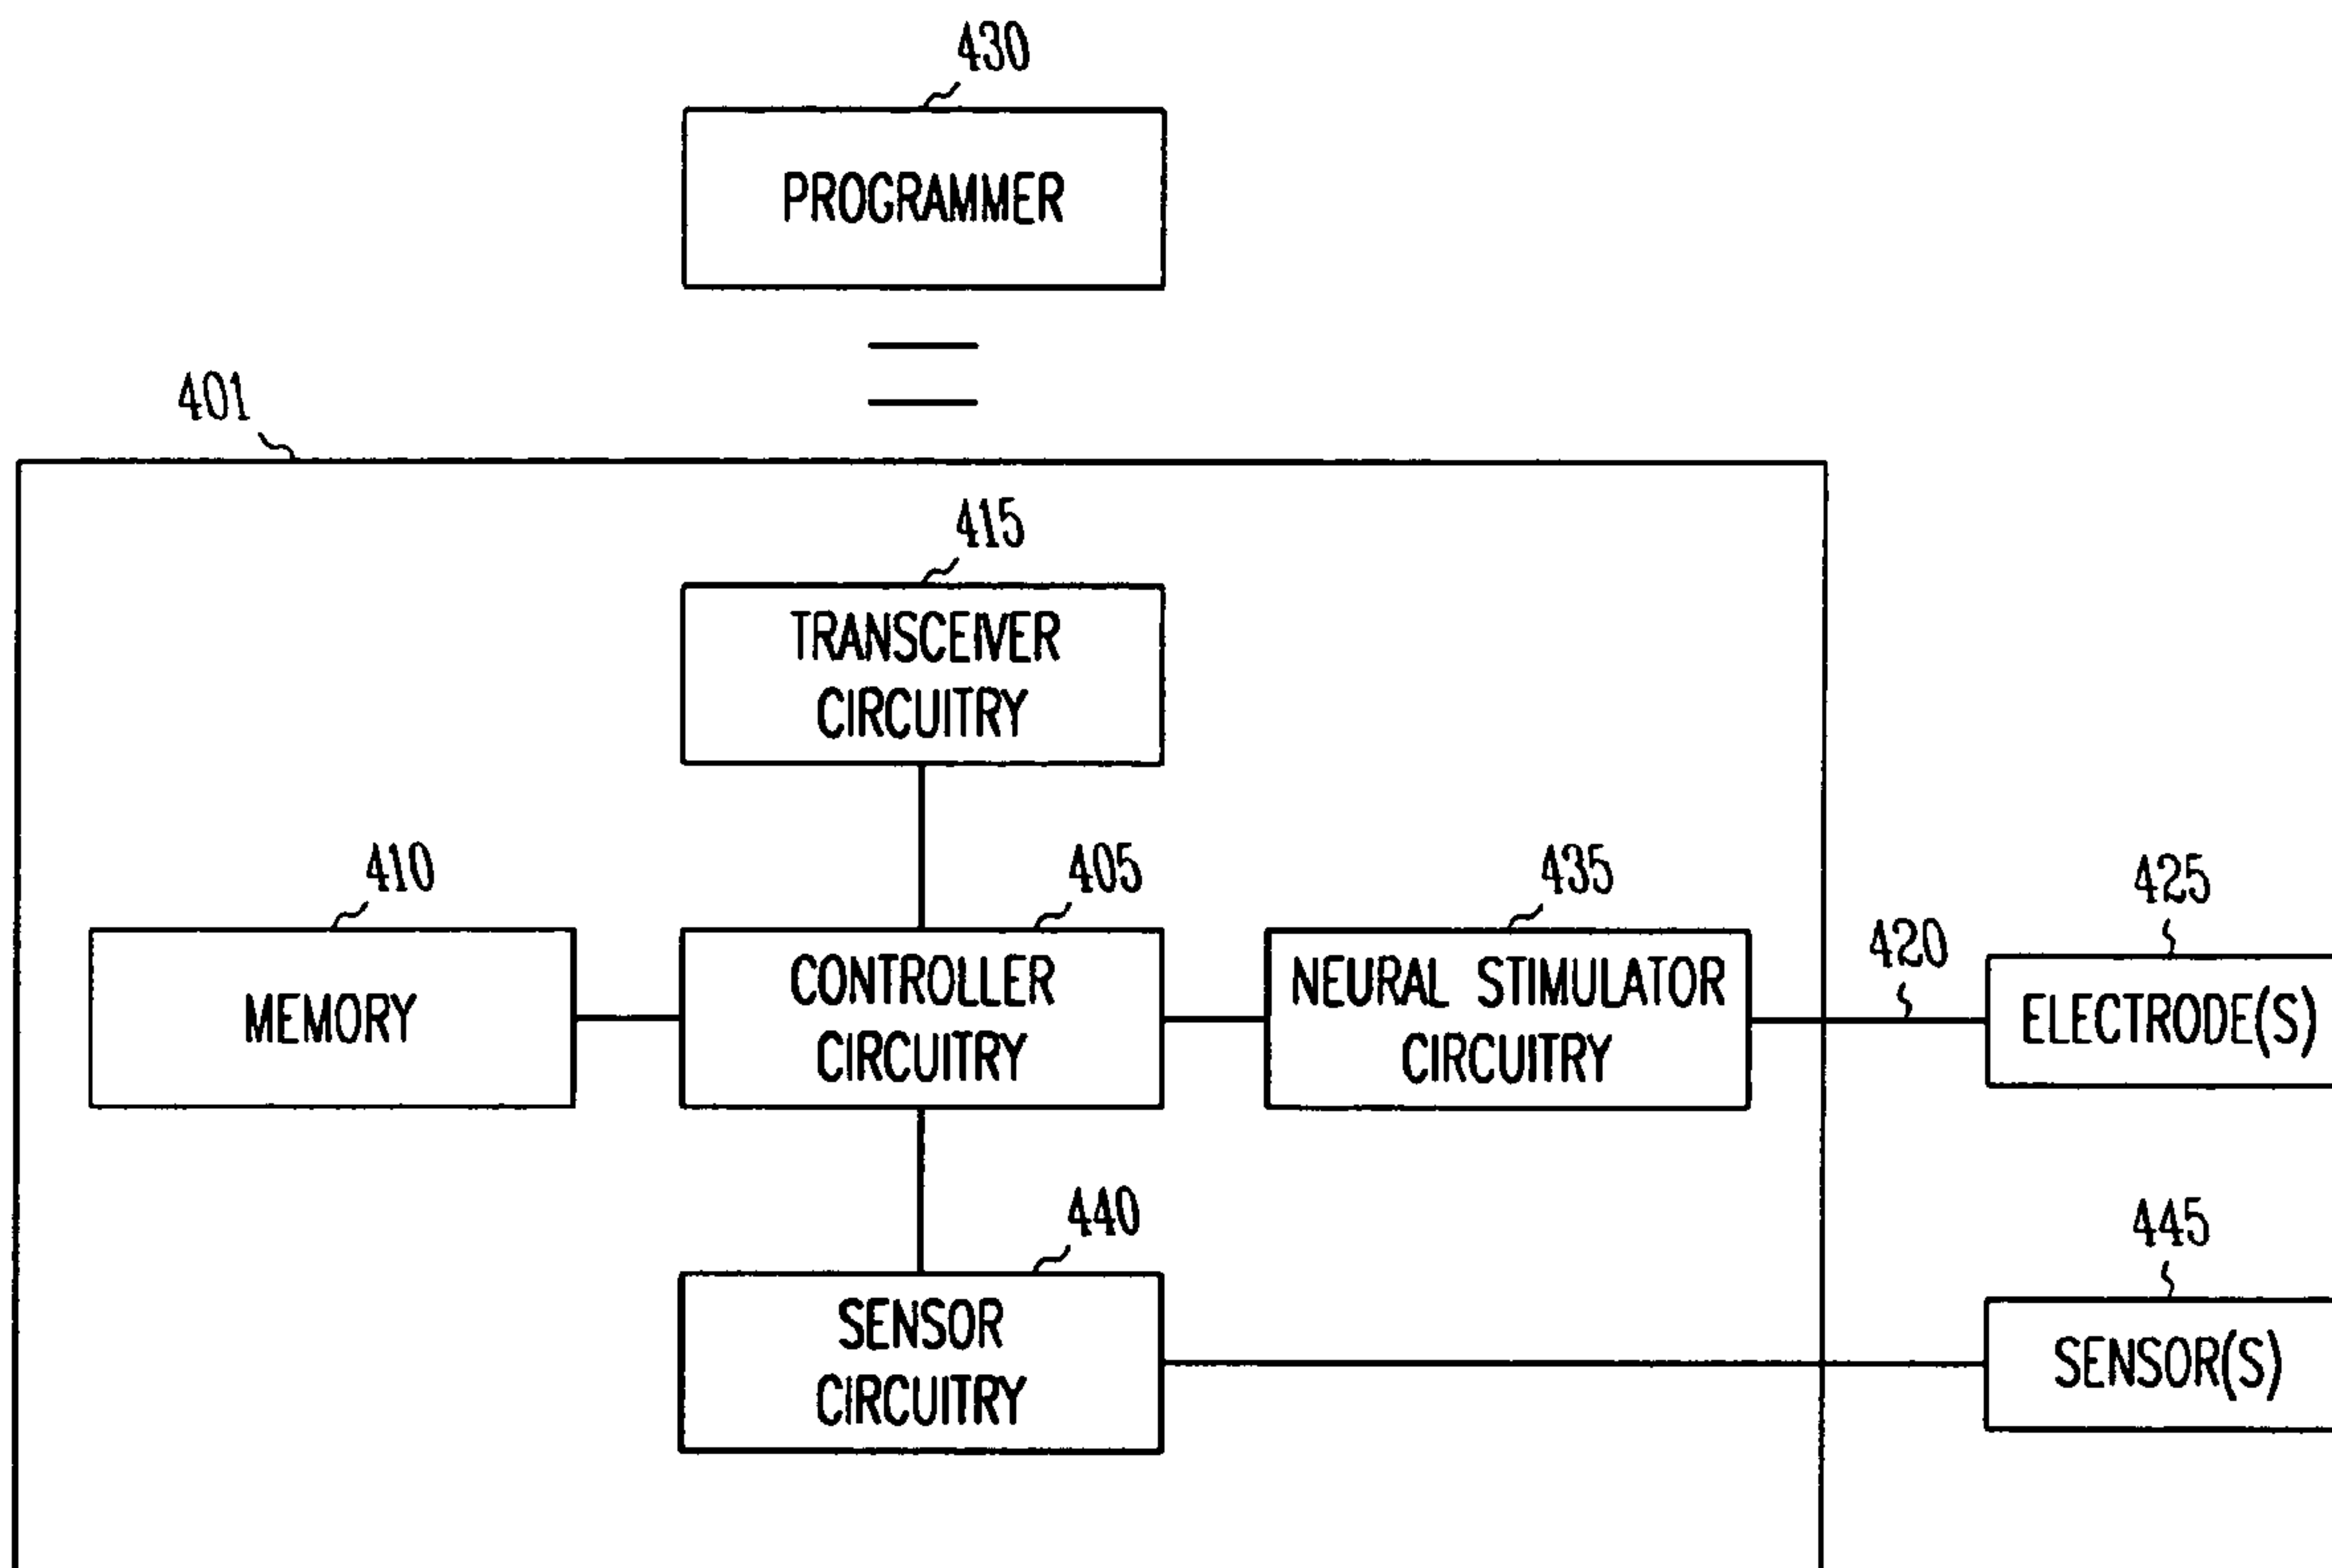 430
PROGRAMMER
401
415
TRANSCEIVER
CIRCUITRY
410
405
435
425
420
MEMORY
CONTROLLER
CIRCUITRY
NEURAL STIMULATOR
CIRCUITRY
ELECTRODE(S)
440
445
SENSOR
CIRCUITRY
SENSOR(S)